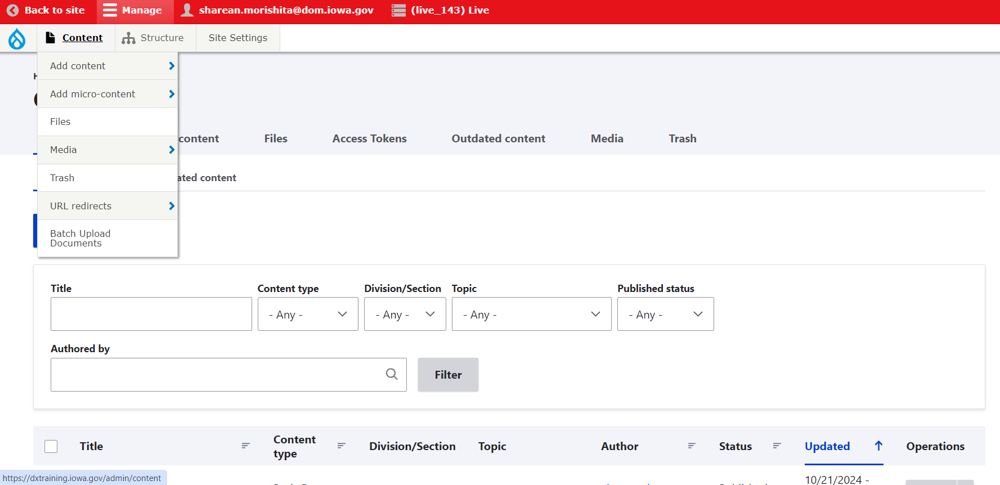 Back to site Manage sharean.morishita@dom.iowa.gov (live_143) Live
Content Structure Site Settings
Add content
Add micro-content
Files
Media
Trash
URL redirects
Batch Upload
Documents
content Files Access Tokens Outdated content Media Trash
ated content
Title Content type Division/Section Topic Published status
- Any - - Any - - Any - - Any -
Authored by
Filter
Title Content type Division/Section Topic Author Status Updated Operations
10/21/2024 -
https://dxtraining.iowa.gov/admin/content